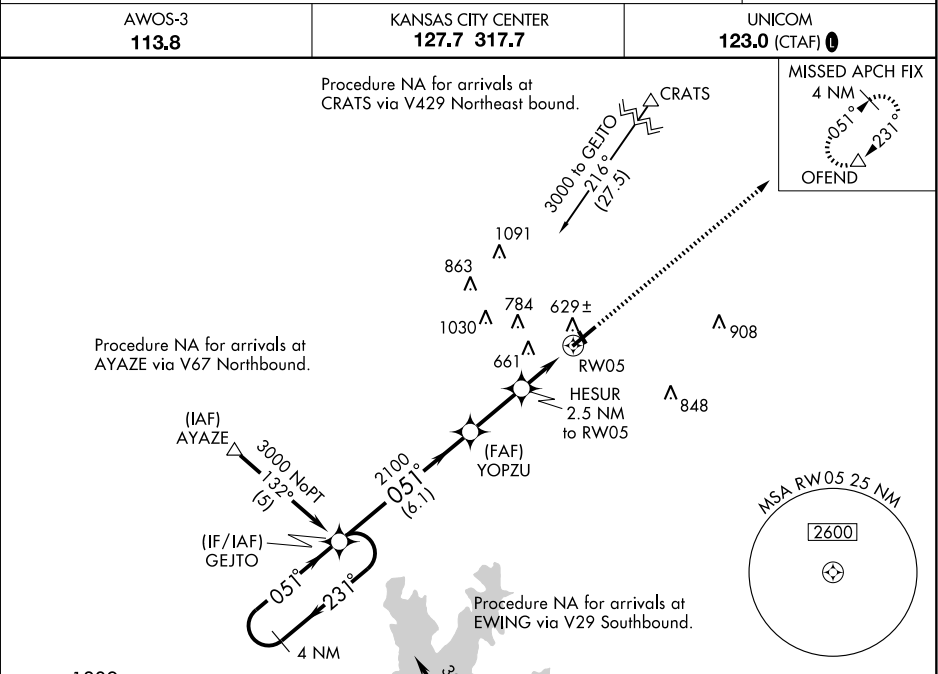 AWOS-3
113.8
KANSAS CITY CENTER
127.7 317.7
UNICOM
123.0 (CTAF) L
Procedure NA for arrivals at
CRATS via V429 Northeast bound.
CRATS
3000 to GEJTO
216°
(27.5)
MISSED APCH FIX
4 NM
051°
231°
OFEND
1091
863
1030
784
629±
661
908
848
RW05
HESUR
2.5 NM
to RW05
Procedure NA for arrivals at
AYAZE via V67 Northbound.
(IAF)
AYAZE
3000 NoPT
132°
(5)
(FAF)
YOPZU
2100
051°
(6.1)
(IF/IAF)
GEJTO
051°
231°
4 NM
MSA RW05 25 NM
2600
Procedure NA for arrivals at
EWING via V29 Southbound.